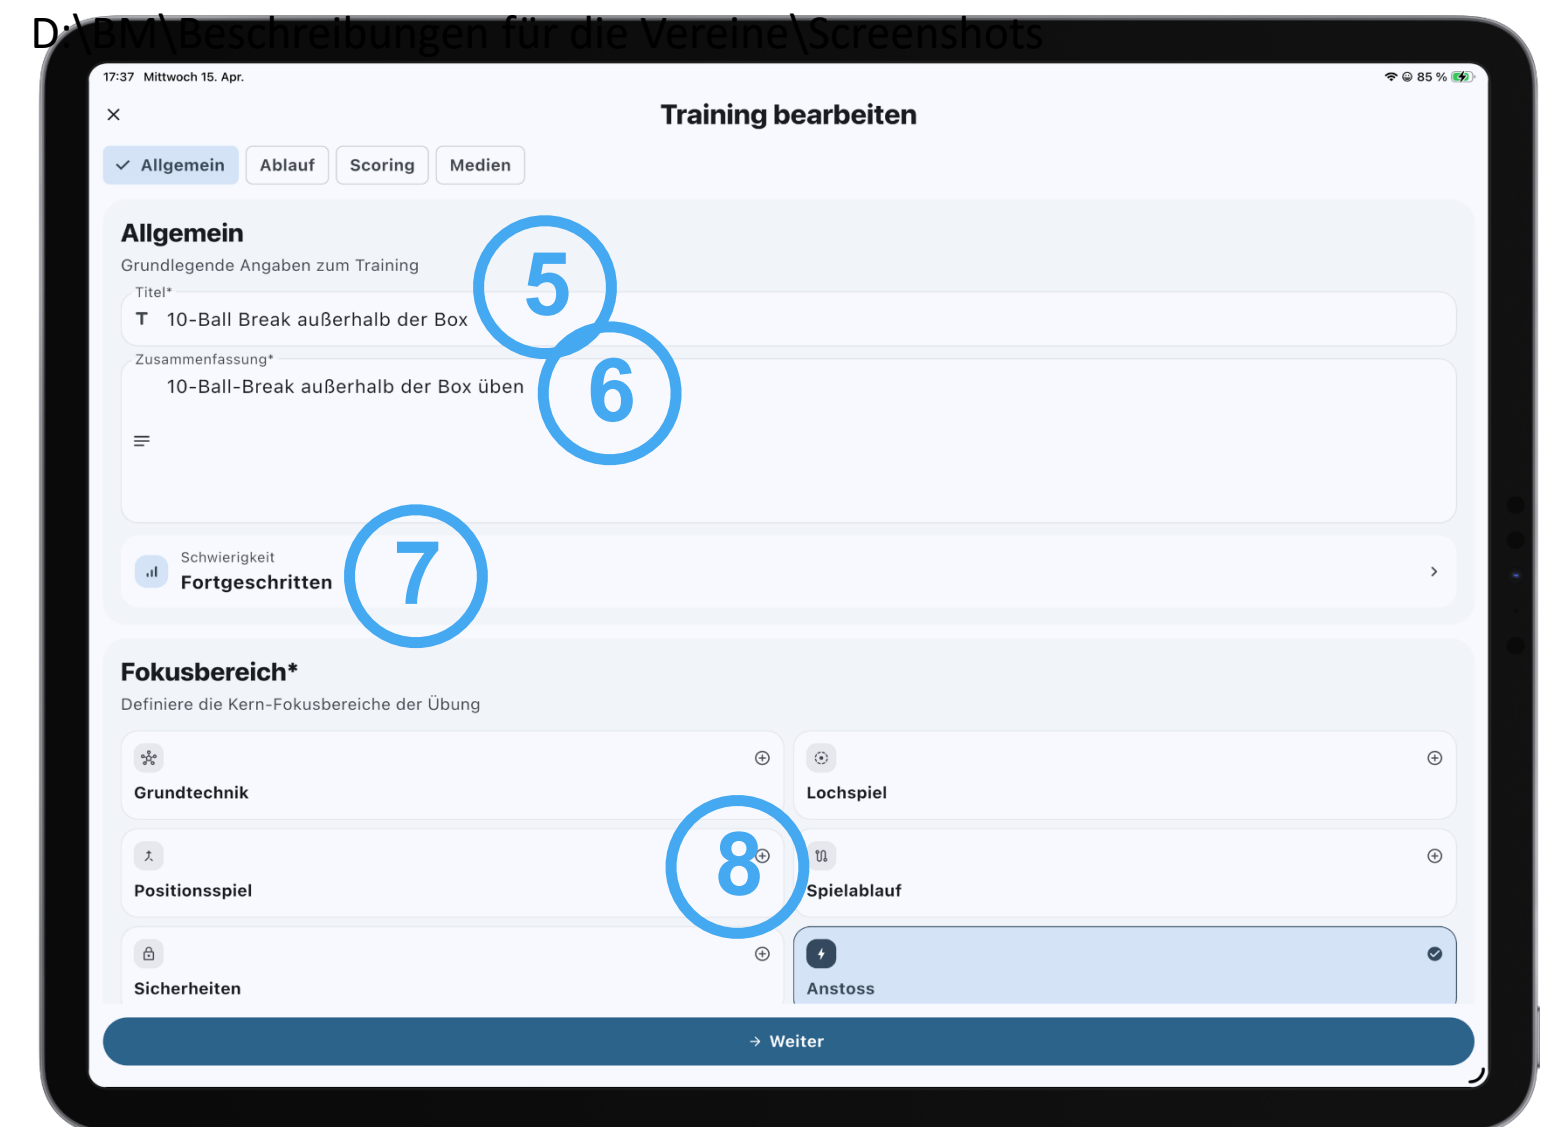 D:\BM\Beschreibungen für die Vereine\Screenshots
17:37 Mittwoch 15. Apr.
85 %
Training bearbeiten
Allgemein
Ablauf
Scoring
Medien
Allgemein
Grundlegende Angaben zum Training
5
Titel*
T 10-Ball Break außerhalb der Box
Zusammenfassung*
10-Ball-Break außerhalb der Box üben
6
Schwierigkeit
Fortgeschritten
7
Fokusbereich*
Definiere die Kern-Fokusbereiche der Übung
Grundtechnik
Lochspiel
8
Positionsspiel
Spielablauf
Sicherheiten
Anstoss
→ Weiter